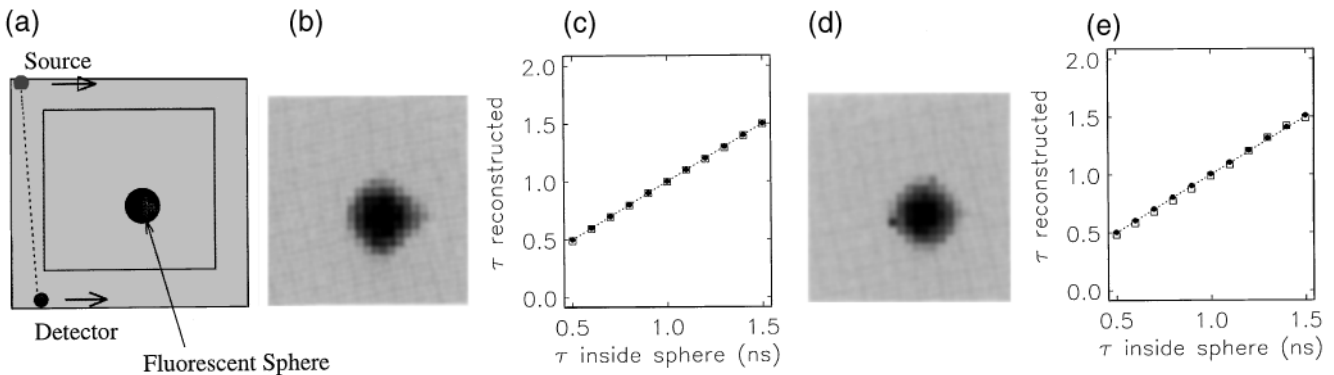 (a)
Source
Detector
Fluorescent Sphere
(b)
(c)
τ reconstructed
2.0
1.5
1.0
0.5
0.0
0.5 1.0 1.5
τ inside sphere (ns)
(d)
(e)
τ reconstructed
2.0
1.5
1.0
0.5
0.0
0.5 1.0 1.5
τ inside sphere (ns)